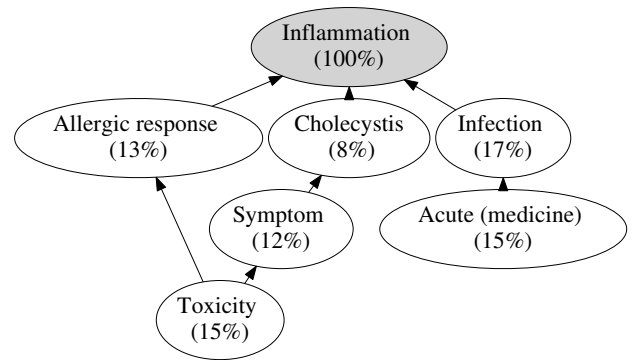 Inflammation
(100%)
Allergic response
(13%)
Cholecystis
(8%)
Infection
(17%)
Symptom
(12%)
Acute (medicine)
(15%)
Toxicity
(15%)